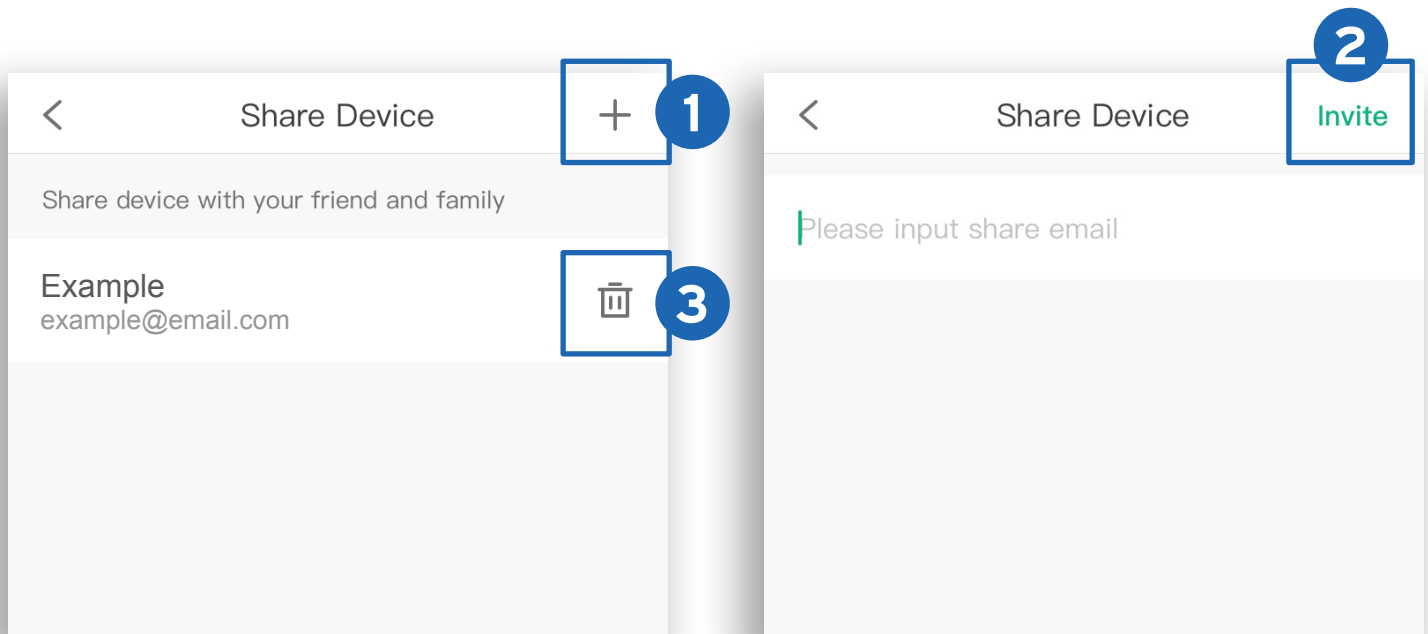 Share Device
1
Share device with your friend and family
Example
example@email.com
3
2
Share Device
Invite
Please input share email